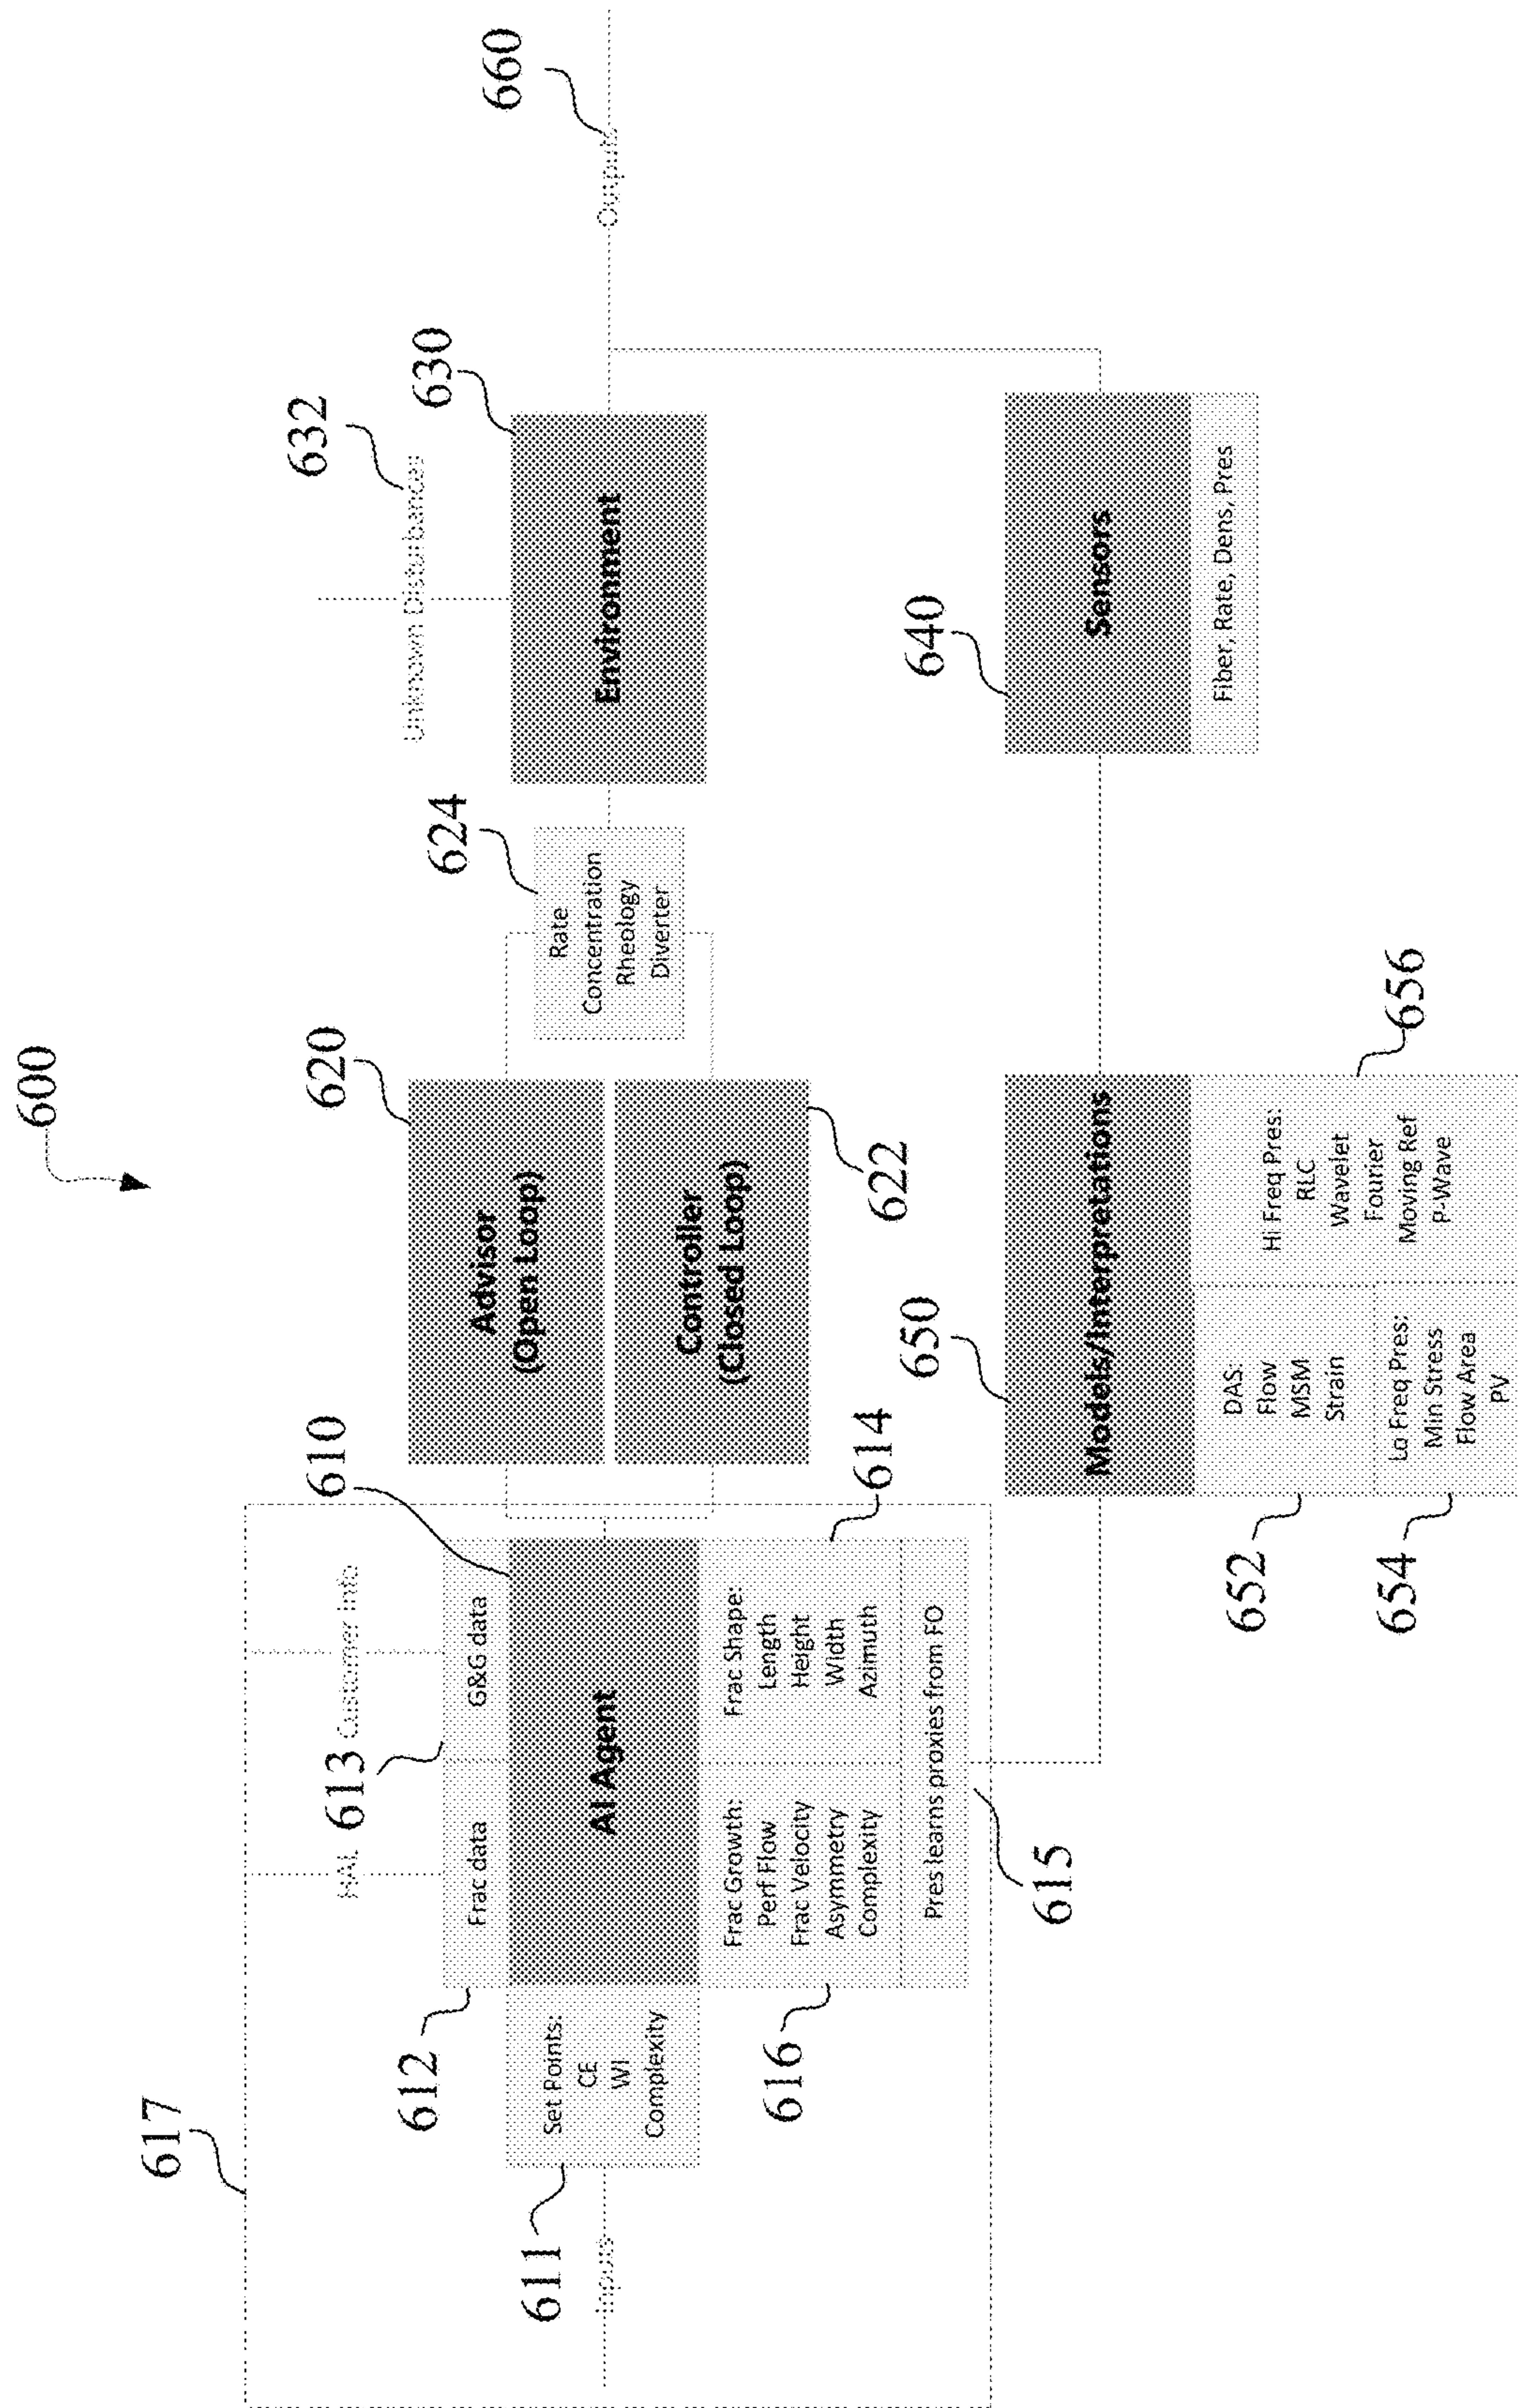 600
617
HAL
Customer Info
612
613
610
Frac data
G&G data
611
Inputs
Set Points:
CE
WI
Complexity
AI Agent
616
Frac Growth:
Perf Flow
Frac Velocity
Asymmetry
Complexity
614
Frac Shape:
Length
Height
Width
Azimuth
615
Pres learns proxies from FO
620
Advisor
(Open Loop)
622
Controller
(Closed Loop)
624
Rate
Concentration
Rheology
Diverter
632
Unknown Disturbances
630
Environment
660
Outputs
640
Sensors
Fiber, Rate, Dens, Pres
650
Models/Interpretations
652
DAS:
Flow
MSM
Strain
654
Lo Freq Pres:
Min Stress
Flow Area
PV
656
Hi Freq Pres:
RLC
Wavelet
Fourier
Moving Ref
P-Wave